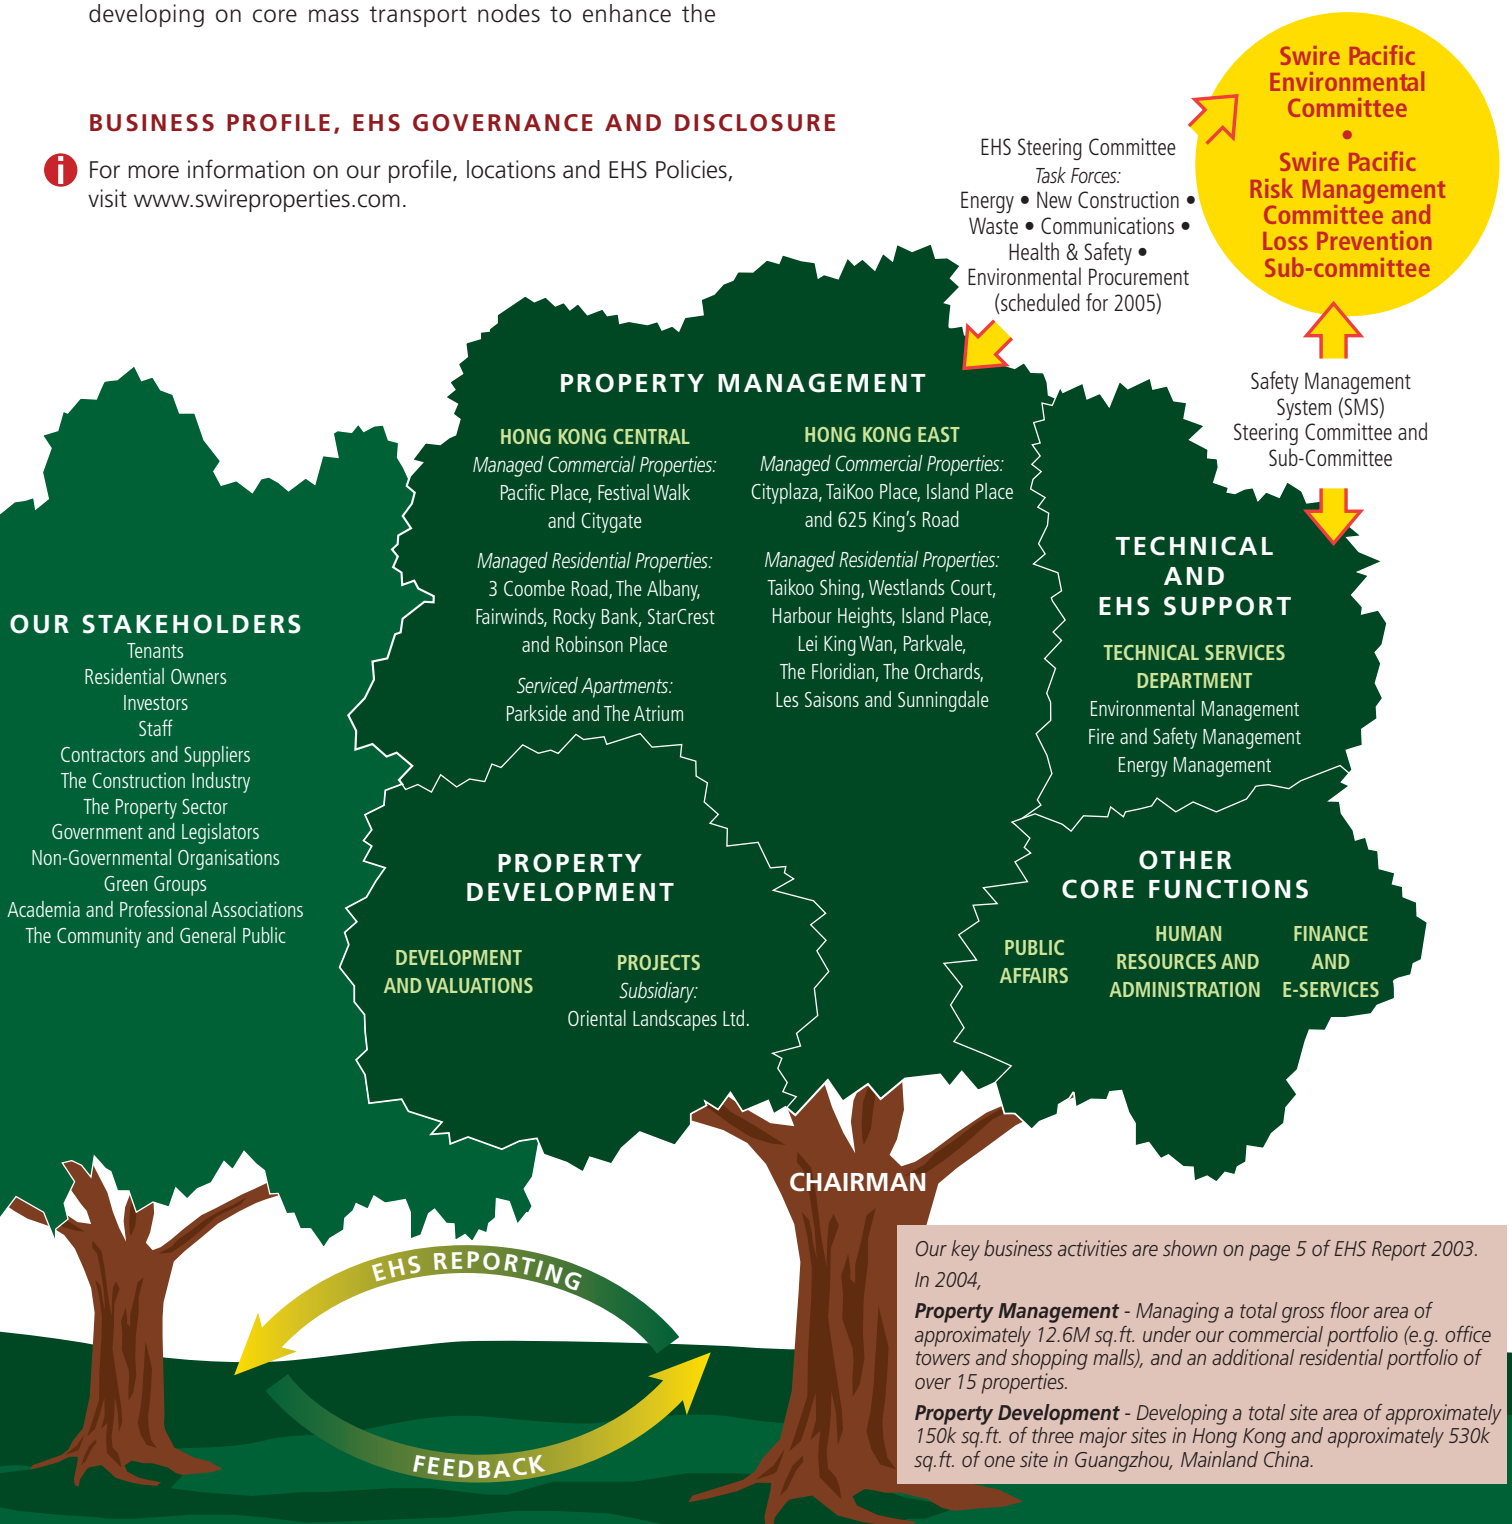 developing on core mass transport nodes to enhance the
BUSINESS PROFILE, EHS GOVERNANCE AND DISCLOSURE
i
For more information on our profile, locations and EHS Policies,
visit www.swireproperties.com.
Swire Pacific
Environmental
Committee
•
Swire Pacific
Risk Management
Committee and
Loss Prevention
Sub-committee
EHS Steering Committee
Task Forces:
Energy • New Construction •
Waste • Communications •
Health & Safety •
Environmental Procurement
(scheduled for 2005)
Safety Management
System (SMS)
Steering Committee and
Sub-Committee
PROPERTY MANAGEMENT
HONG KONG CENTRAL
Managed Commercial Properties:
Pacific Place, Festival Walk
and Citygate
Managed Residential Properties:
3 Coombe Road, The Albany,
Fairwinds, Rocky Bank, StarCrest
and Robinson Place
Serviced Apartments:
Parkside and The Atrium
HONG KONG EAST
Managed Commercial Properties:
Cityplaza, TaiKoo Place, Island Place
and 625 King's Road
Managed Residential Properties:
Taikoo Shing, Westlands Court,
Harbour Heights, Island Place,
Lei King Wan, Parkvale,
The Floridian, The Orchards,
Les Saisons and Sunningdale
TECHNICAL
AND
EHS SUPPORT
TECHNICAL SERVICES
DEPARTMENT
Environmental Management
Fire and Safety Management
Energy Management
OUR STAKEHOLDERS
Tenants
Residential Owners
Investors
Staff
Contractors and Suppliers
The Construction Industry
The Property Sector
Government and Legislators
Non-Governmental Organisations
Green Groups
Academia and Professional Associations
The Community and General Public
PROPERTY
DEVELOPMENT
DEVELOPMENT
AND VALUATIONS
PROJECTS
Subsidiary:
Oriental Landscapes Ltd.
OTHER
CORE FUNCTIONS
PUBLIC
AFFAIRS
HUMAN
RESOURCES AND
ADMINISTRATION
FINANCE
AND
E-SERVICES
CHAIRMAN
EHS REPORTING
FEEDBACK
Our key business activities are shown on page 5 of EHS Report 2003.
In 2004,
Property Management - Managing a total gross floor area of
approximately 12.6M sq.ft. under our commercial portfolio (e.g. office
towers and shopping malls), and an additional residential portfolio of
over 15 properties.
Property Development - Developing a total site area of approximately
150k sq.ft. of three major sites in Hong Kong and approximately 530k
sq.ft. of one site in Guangzhou, Mainland China.